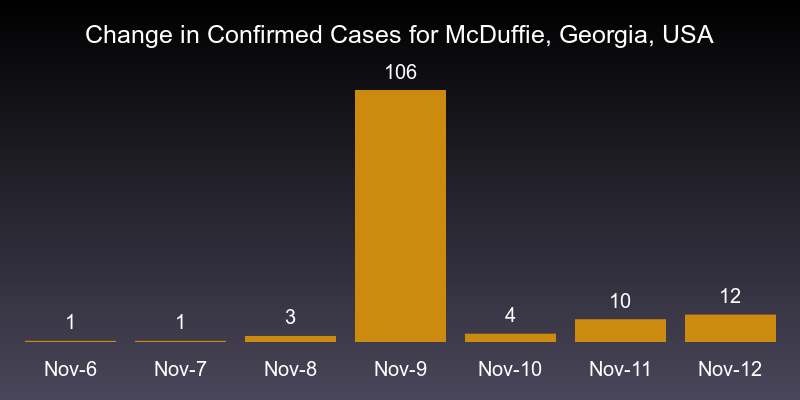 Change in Confirmed Cases for McDuffie, Georgia, USA
106
1 1 3 4 10 12
Nov-6 Nov-7 Nov-8 Nov-9 Nov-10 Nov-11 Nov-12